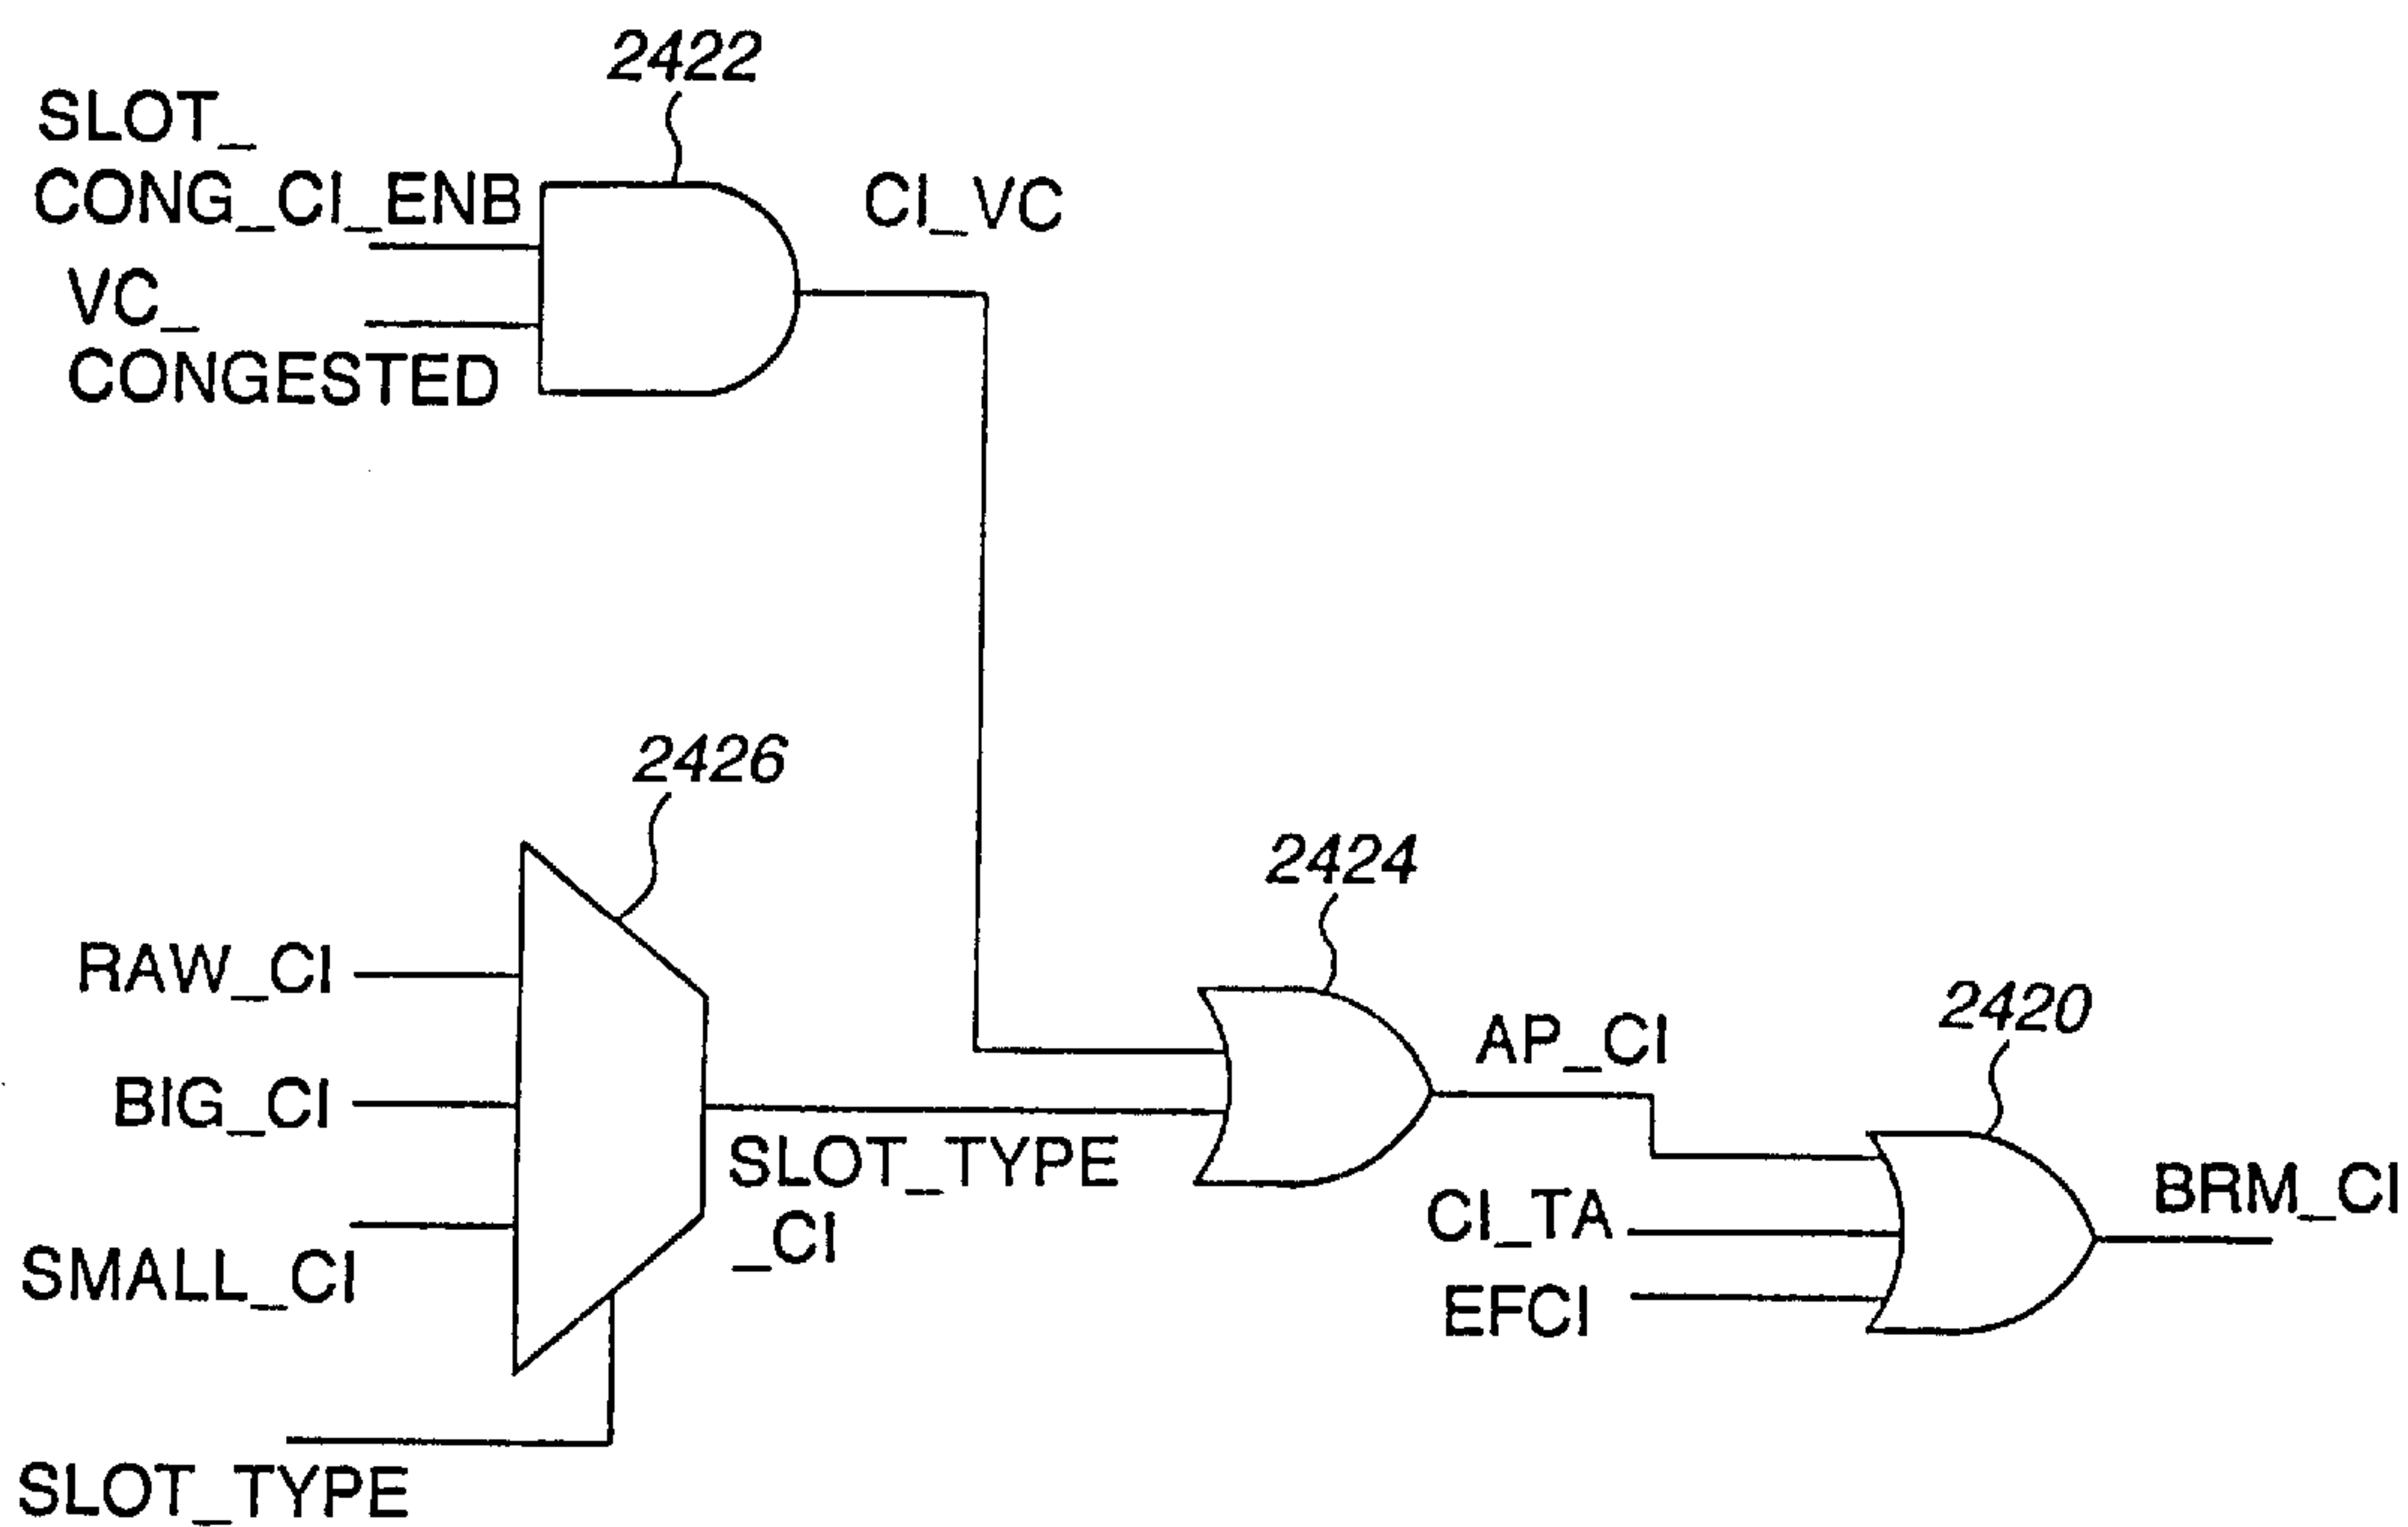 2422
SLOT_
CONG_CI_ENB
CI_VC
VC_
CONGESTED
2426
2424
RAW_CI
2420
AP_CI
BIG_CI
SLOT_TYPE
_CI
BRM_CI
CI_TA
SMALL_CI
EFCI
SLOT_TYPE